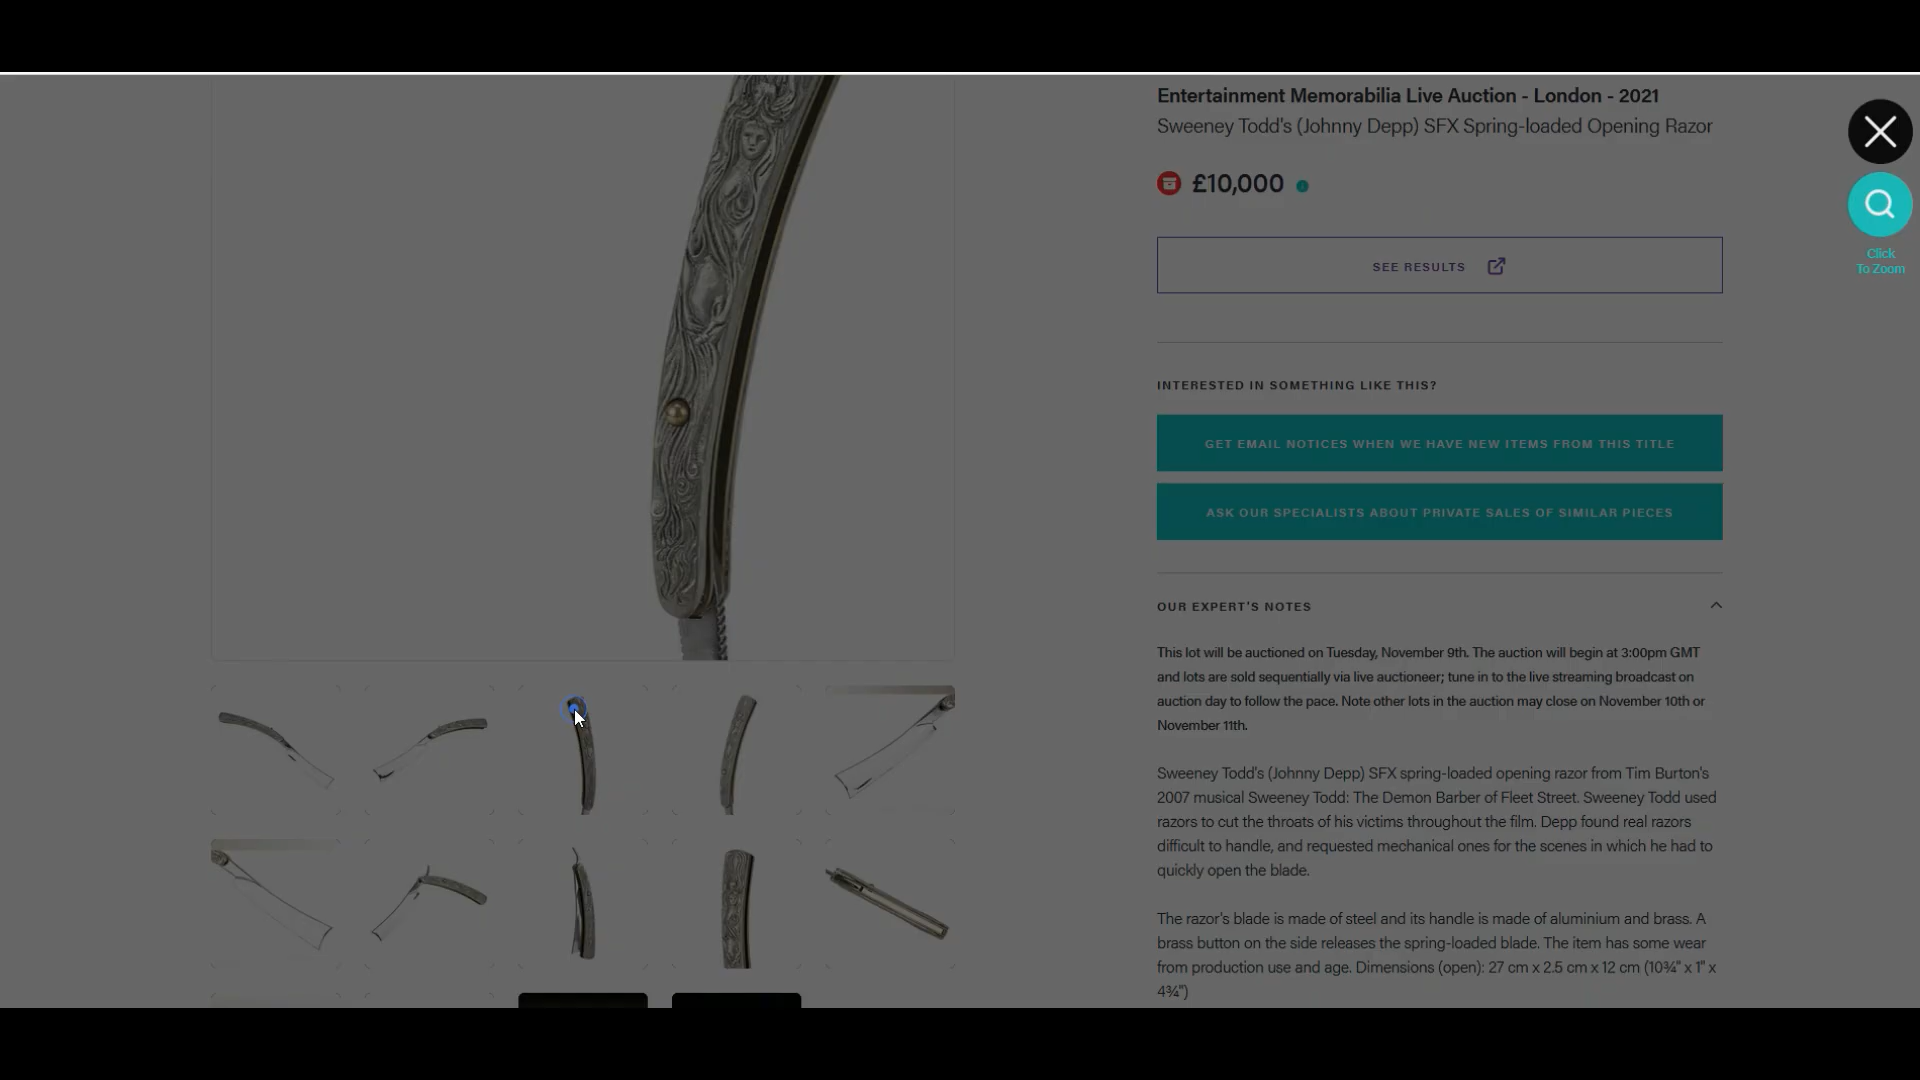 Entertainment Memorabilia Live Auction - London - 2021
Sweeney Todd's (Johnny Depp) SFX Spring-loaded Opening Razor
£10,000
SEE RESULTS
Click
To Zoom
INTERESTED IN SOMETHING LIKE THIS?
GET EMAIL NOTICES WHEN WE HAVE NEW ITEMS FROM THIS TITLE
ASK OUR SPECIALISTS ABOUT PRIVATE SALES OF SIMILAR PIECES
OUR EXPERT'S NOTES
This lot will be auctioned on Tuesday, November 9th. The auction will begin at 3:00pm GMT
and lots are sold sequentially via live auctioneer; tune in to the live streaming broadcast on
auction day to follow the pace. Note other lots in the auction may close on November 10th or
November 11th.
Sweeney Todd's (Johnny Depp) SFX spring-loaded opening razor from Tim Burton's
2007 musical Sweeney Todd: The Demon Barber of Fleet Street. Sweeney Todd used
razors to cut the throats of his victims throughout the film. Depp found real razors
difficult to handle, and requested mechanical ones for the scenes in which he had to
quickly open the blade.
The razor's blade is made of steel and its handle is made of aluminium and brass. A
brass button on the side releases the spring-loaded blade. The item has some wear
from production use and age. Dimensions (open): 27 cm x 2.5 cm x 12 cm (10¾" x 1" x
4¾")